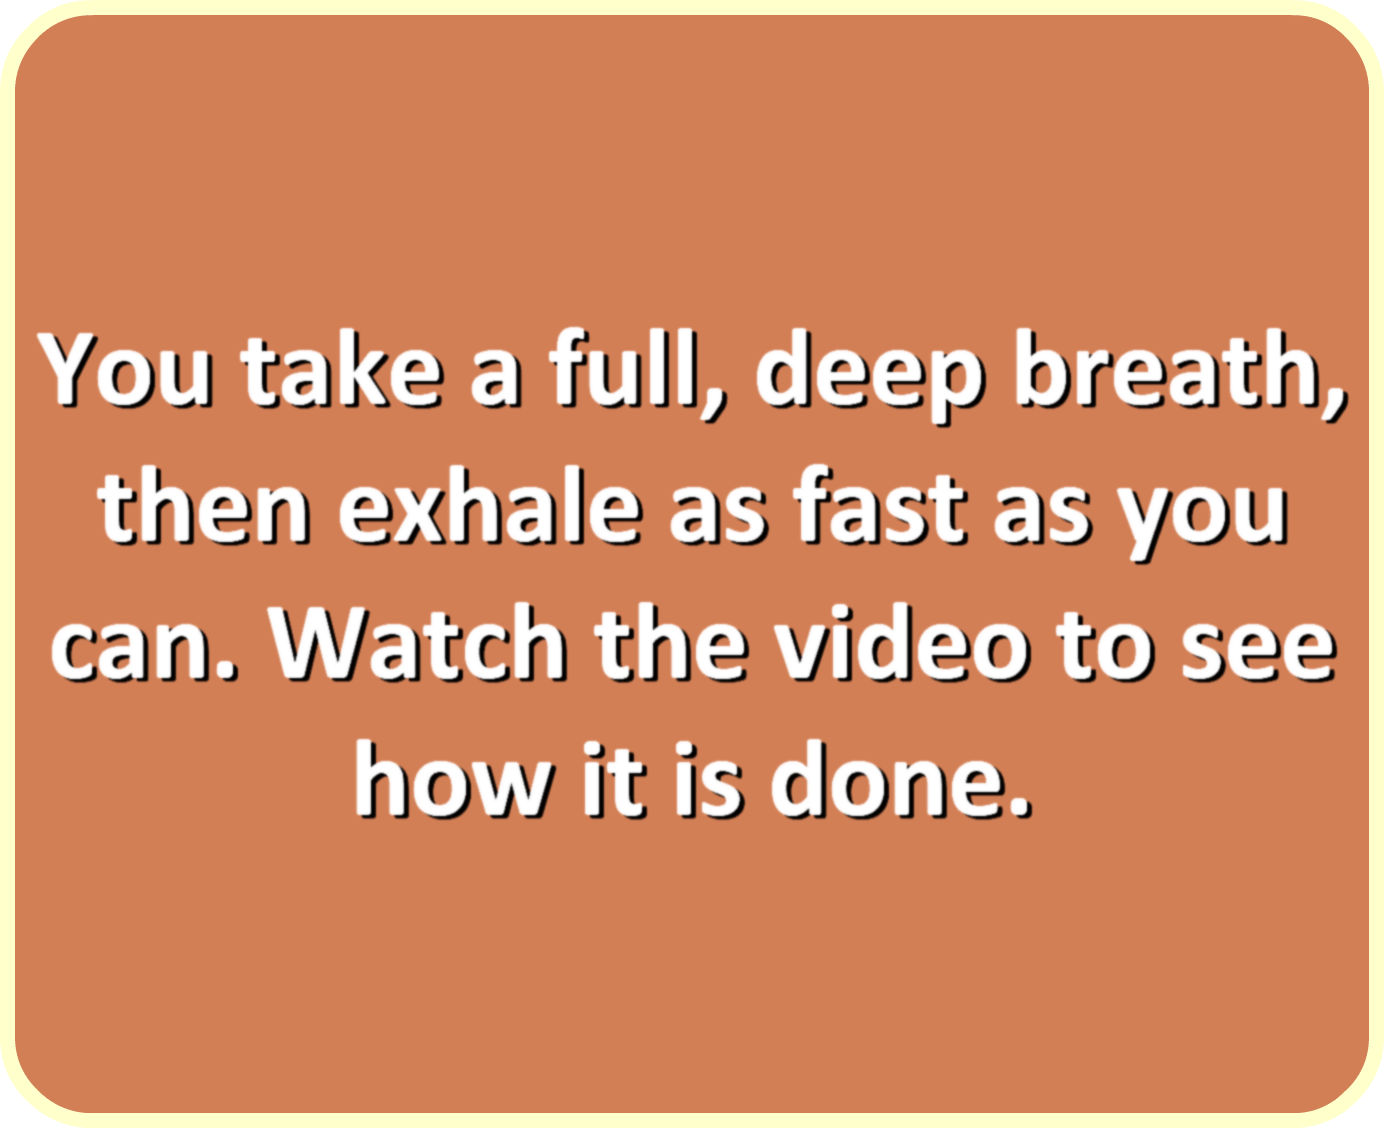 You take a full, deep breath,
then exhale as fast as you
can. Watch the video to see
how it is done.